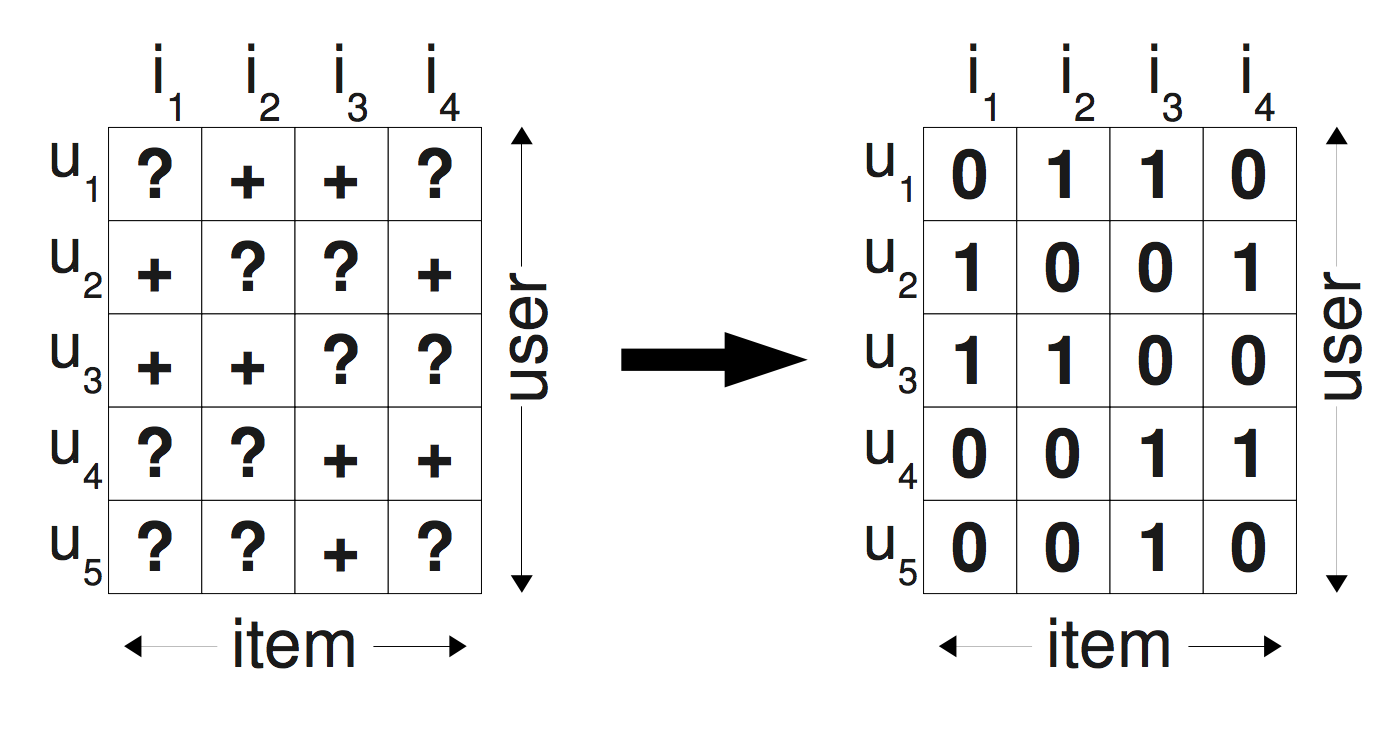 i1 i2 i3 i4 i1 i2 i3 i4
u1 ? + + ? u1 0 1 1 0
u2 + ? ? + u2 1 0 0 1
u3 + + ? ? u3 1 1 0 0
u4 ? ? + + u4 0 0 1 1
u5 ? ? + ? u5 0 0 1 0
user
user
item item